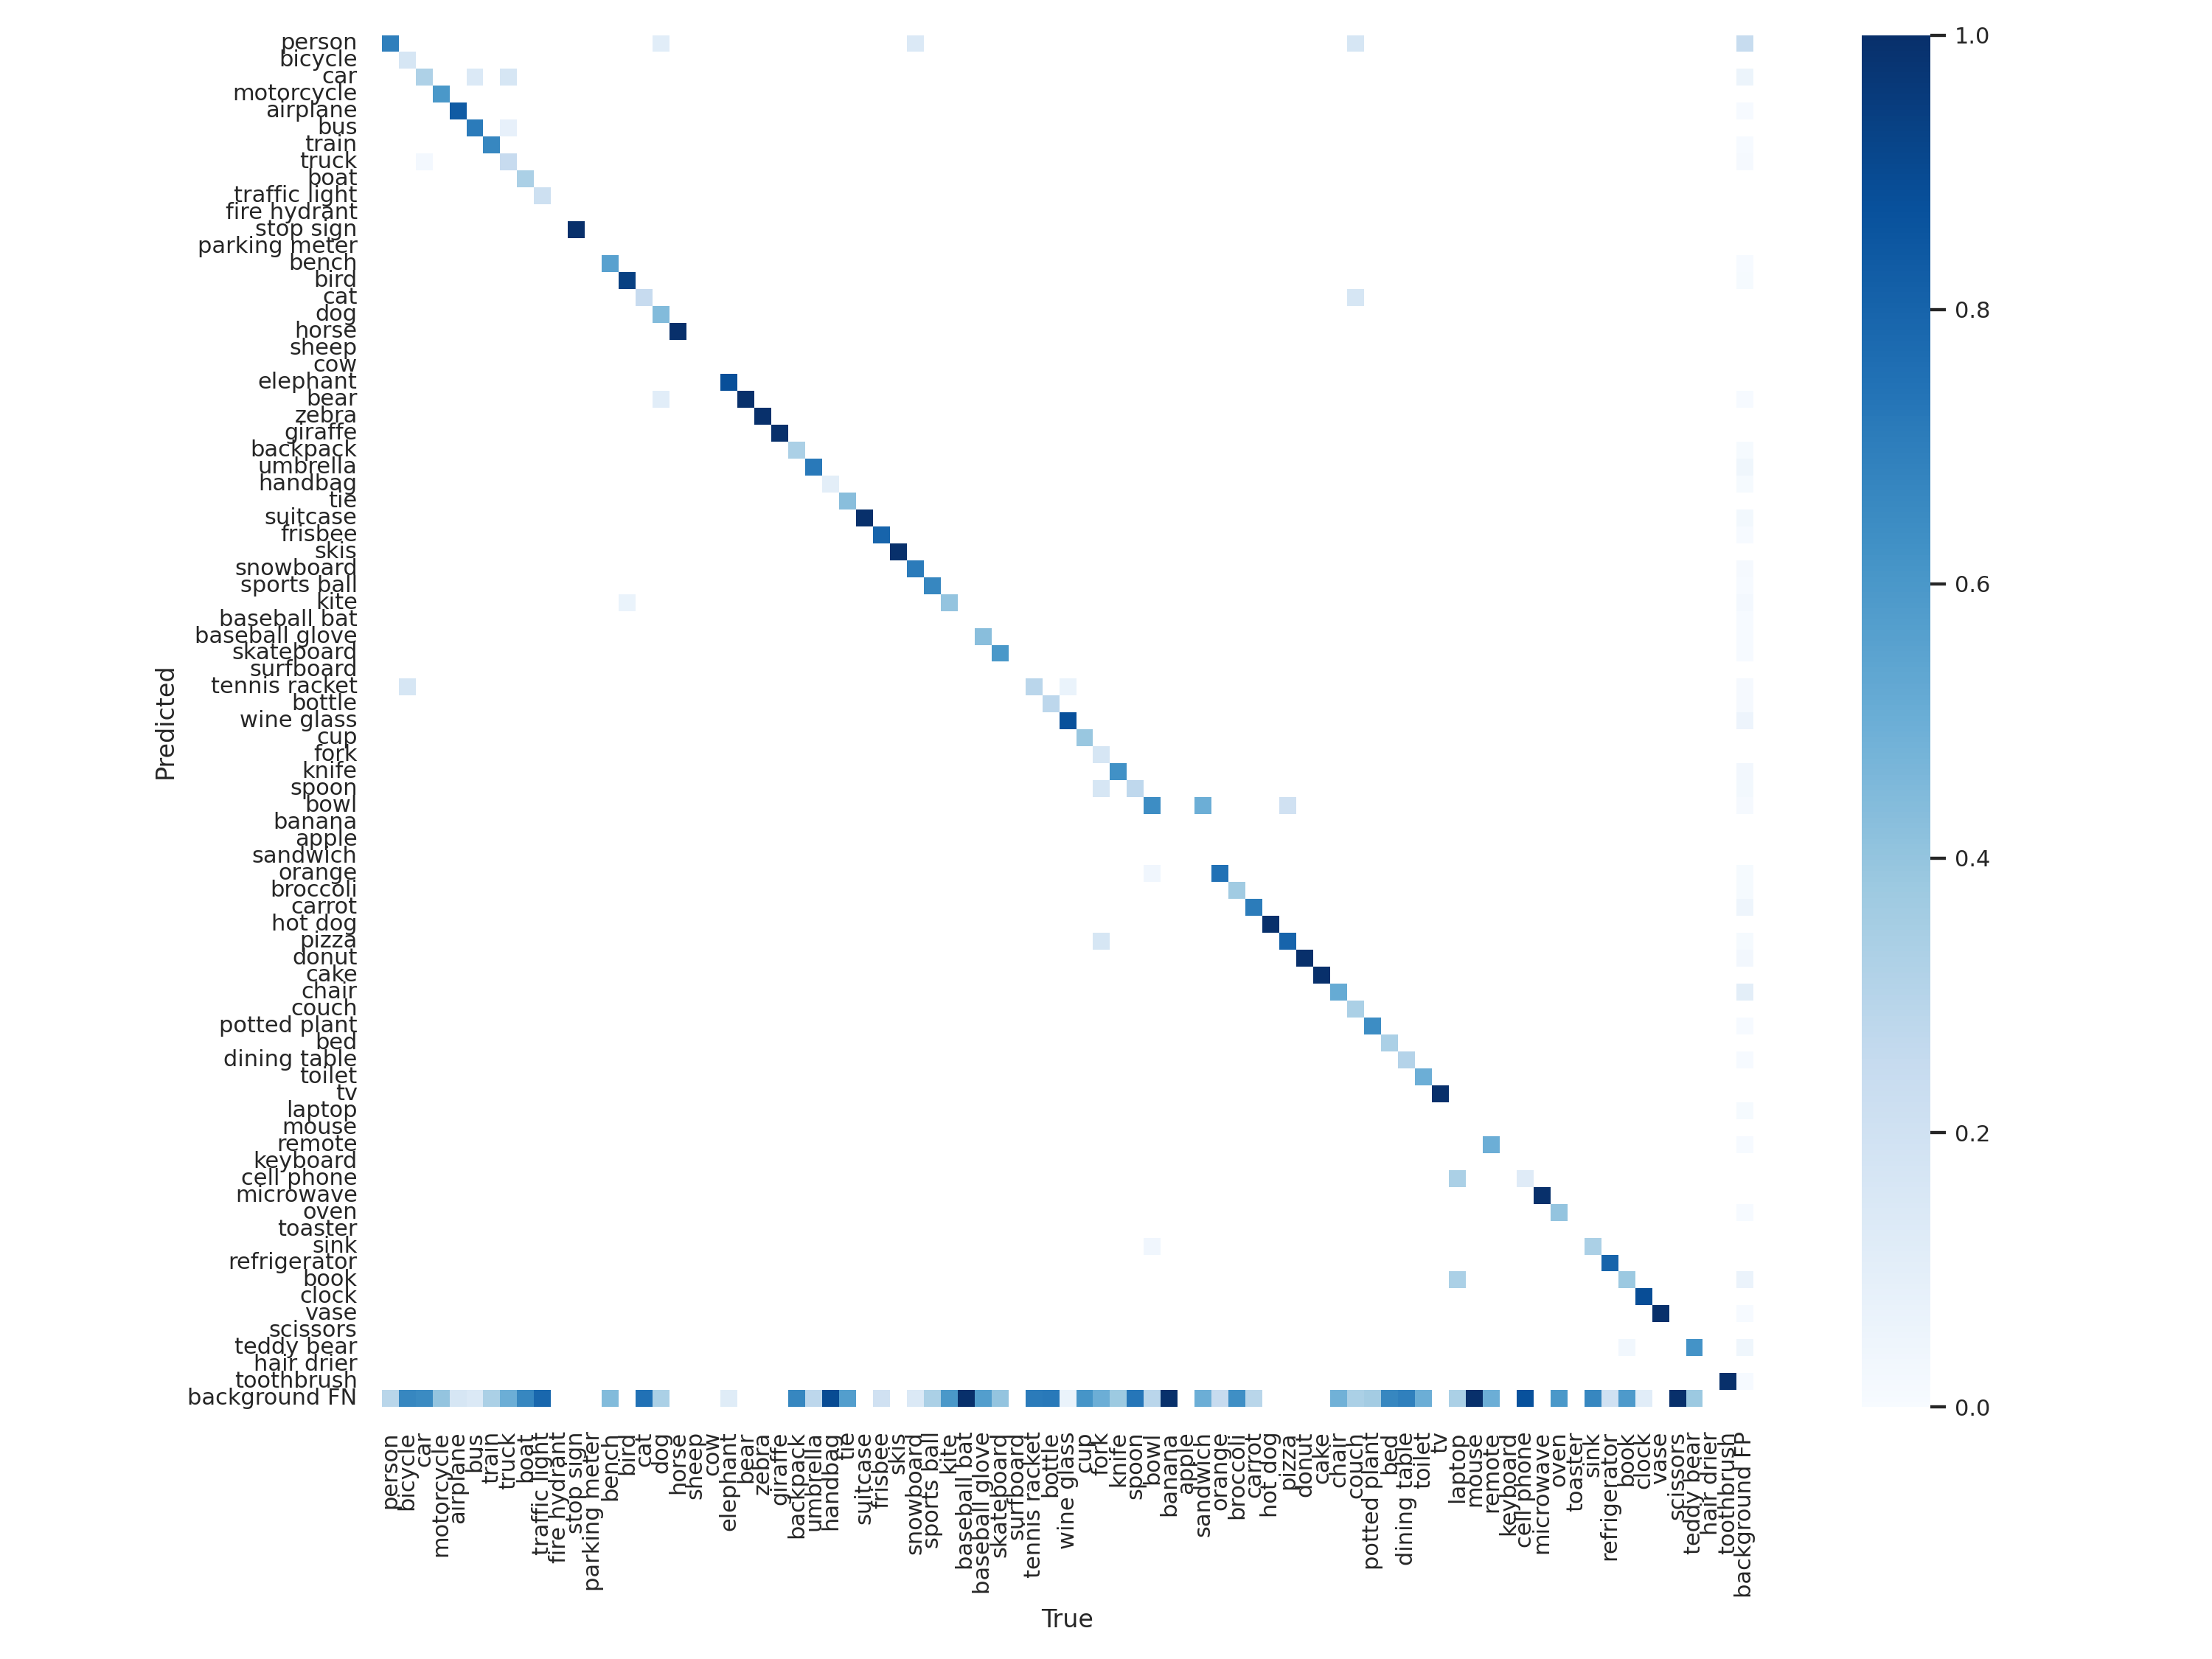 person
bicycle
car
motorcycle
airplane
bus
train
truck
boat
traffic light
fire hydrant
stop sign
parking meter
bench
bird
cat
dog
horse
sheep
cow
elephant
bear
zebra
giraffe
backpack
umbrella
handbag
tie
suitcase
frisbee
skis
snowboard
sports ball
kite
baseball bat
baseball glove
skateboard
surfboard
tennis racket
bottle
wine glass
cup
fork
knife
spoon
bowl
banana
apple
sandwich
orange
broccoli
carrot
hot dog
pizza
donut
cake
chair
couch
potted plant
bed
dining table
toilet
tv
laptop
mouse
remote
keyboard
cell phone
microwave
oven
toaster
sink
refrigerator
book
clock
vase
scissors
teddy bear
hair drier
toothbrush
background FN
Predicted
person
bicycle
car
motorcycle
airplane
bus
train
truck
boat
traffic light
fire hydrant
stop sign
parking meter
bench
bird
cat
dog
horse
sheep
cow
elephant
bear
zebra
giraffe
backpack
umbrella
handbag
tie
suitcase
frisbee
skis
snowboard
sports ball
kite
baseball bat
baseball glove
skateboard
surfboard
tennis racket
bottle
wine glass
cup
fork
knife
spoon
bowl
banana
apple
sandwich
orange
broccoli
carrot
hot dog
pizza
donut
cake
chair
couch
potted plant
bed
dining table
toilet
tv
laptop
mouse
remote
keyboard
cell phone
microwave
oven
toaster
sink
refrigerator
book
clock
vase
scissors
teddy bear
hair drier
toothbrush
background FP
True
1.0
0.8
0.6
0.4
0.2
0.0